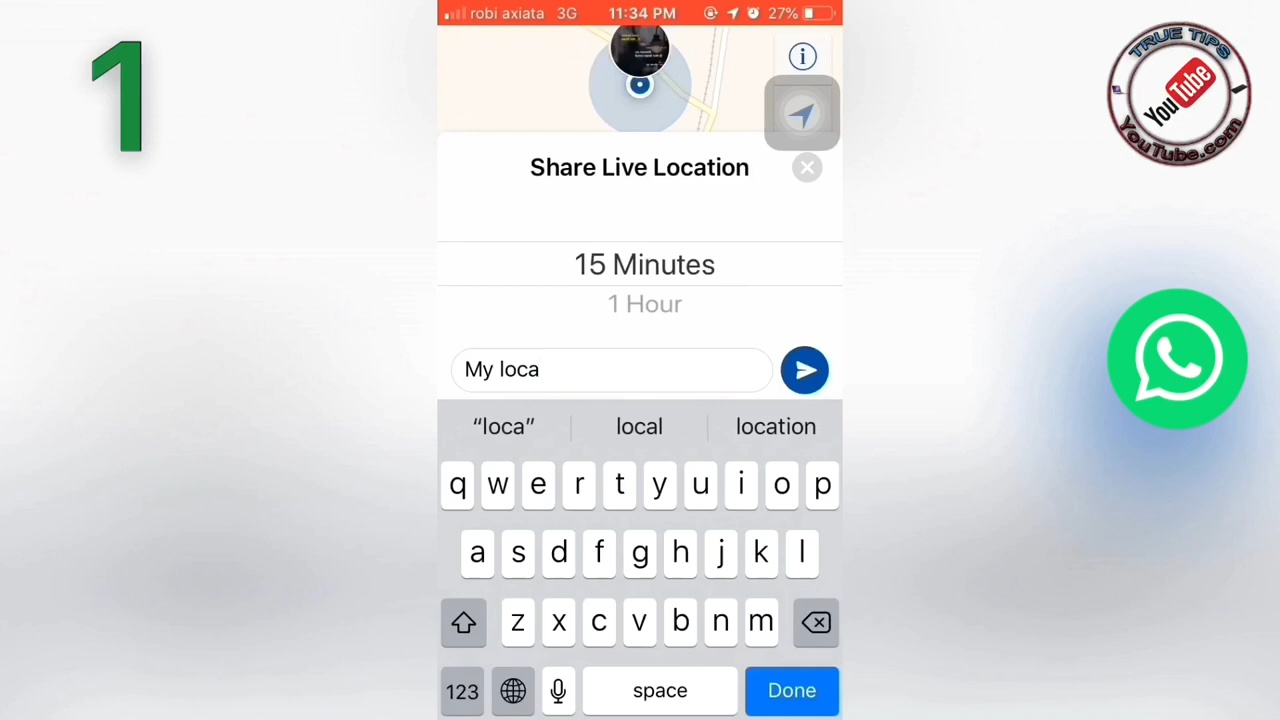 1
robi axiata 3G 11:34 PM 27%
i
Share Live Location
15 Minutes
1 Hour
My loca
“loca” local location
q w e r t y u i o p
a s d f g h j k l
z x c v b n m
123 space Done
TRUE TIPS
YouTube
YouTube.com